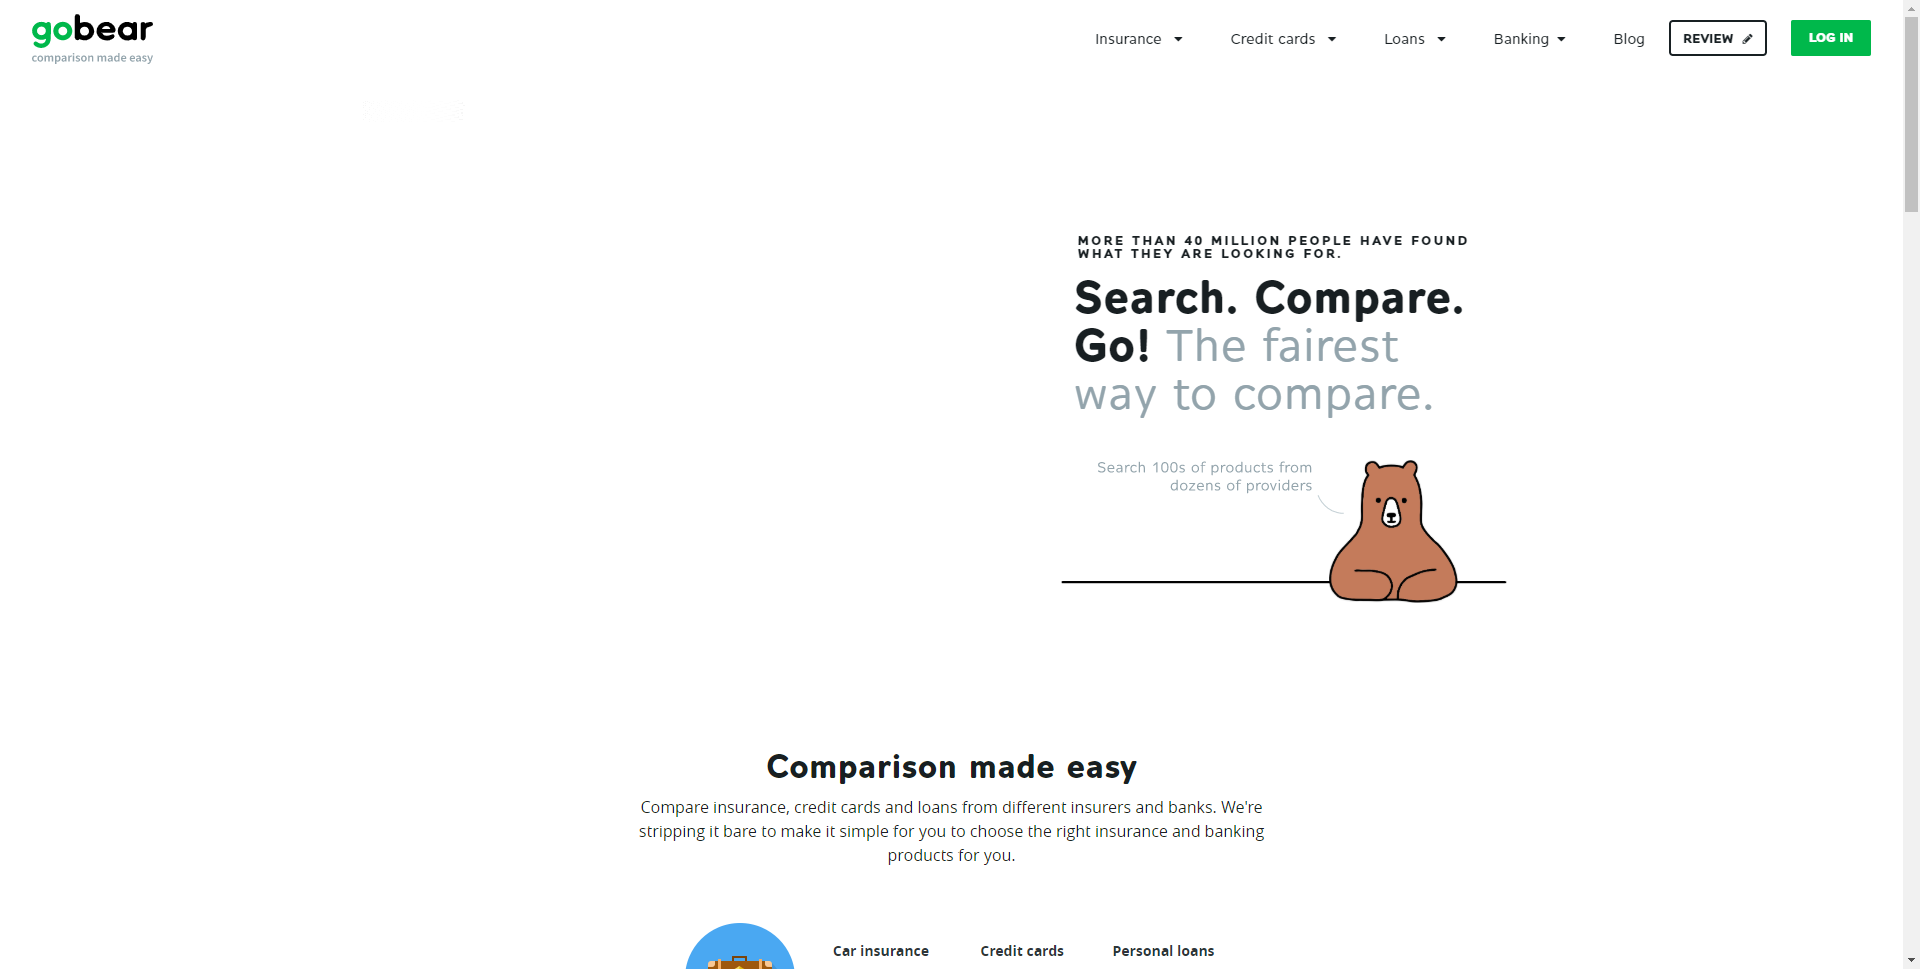 gobear
comparison made easy
Insurance
Credit cards
Loans
Banking
Blog
REVIEW
LOG IN
MORE THAN 40 MILLION PEOPLE HAVE FOUND
WHAT THEY ARE LOOKING FOR.
Search. Compare.
Go! The fairest
way to compare.
Search 100s of products from
dozens of providers
Comparison made easy
Compare insurance, credit cards and loans from different insurers and banks. We're
stripping it bare to make it simple for you to choose the right insurance and banking
products for you.
Car insurance
Credit cards
Personal loans